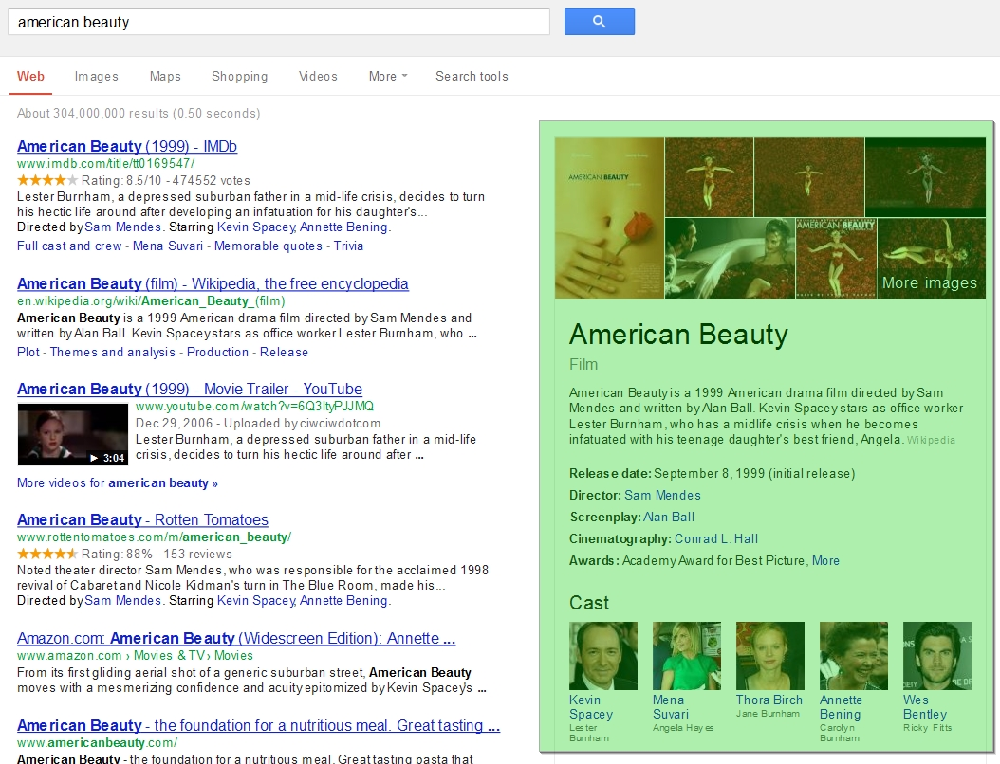 american beauty
Web Images Maps Shopping Videos More Search tools
About 304,000,000 results (0.50 seconds)
American Beauty (1999) - IMDb
www.imdb.com/title/tt0169547/
Rating: 8.5/10 - 474552 votes
Lester Burnham, a depressed suburban father in a mid-life crisis, decides to turn
his hectic life around after developing an infatuation for his daughter's...
Directed by Sam Mendes. Starring Kevin Spacey, Annette Bening.
Full cast and crew - Mena Suvari - Memorable quotes - Trivia
American Beauty (film) - Wikipedia, the free encyclopedia
en.wikipedia.org/wiki/American_Beauty_(film)
American Beauty is a 1999 American drama film directed by Sam Mendes and
written by Alan Ball. Kevin Spacey stars as office worker Lester Burnham, who ...
Plot - Themes and analysis - Production - Release
American Beauty (1999) - Movie Trailer - YouTube
www.youtube.com/watch?v=6Q3ItyPJJMQ
Dec 29, 2006 - Uploaded by ciwciwdotcom
Lester Burnham, a depressed suburban father in a mid-life
crisis, decides to turn his hectic life around after ...
3:04
More videos for american beauty »
American Beauty - Rotten Tomatoes
www.rottentomatoes.com/m/american_beauty/
Rating: 88% - 153 reviews
Noted theater director Sam Mendes, who was responsible for the acclaimed 1998
revival of Cabaret and Nicole Kidman's turn in The Blue Room, made his...
Directed by Sam Mendes. Starring Kevin Spacey, Annette Bening.
Amazon.com: American Beauty (Widescreen Edition): Annette ...
www.amazon.com › Movies & TV › Movies
From its first gliding aerial shot of a generic suburban street, American Beauty
moves with a mesmerizing confidence and acuity epitomized by Kevin Spacey's ...
American Beauty - the foundation for a nutritious meal. Great tasting ...
www.americanbeauty.com/
American Beauty - the foundation for a nutritious meal. Great tasting pasta that
AMERICAN BEAUTY
AMERICAN BEAUTY
More images
American Beauty
Film
American Beauty is a 1999 American drama film directed by Sam
Mendes and written by Alan Ball. Kevin Spacey stars as office worker
Lester Burnham, who has a midlife crisis when he becomes
infatuated with his teenage daughter's best friend, Angela. Wikipedia
Release date: September 8, 1999 (initial release)
Director: Sam Mendes
Screenplay: Alan Ball
Cinematography: Conrad L. Hall
Awards: Academy Award for Best Picture, More
Cast
Kevin Spacey
Lester Burnham
Mena Suvari
Angela Hayes
Thora Birch
Jane Burnham
Annette Bening
Carolyn Burnham
Wes Bentley
Ricky Fitts